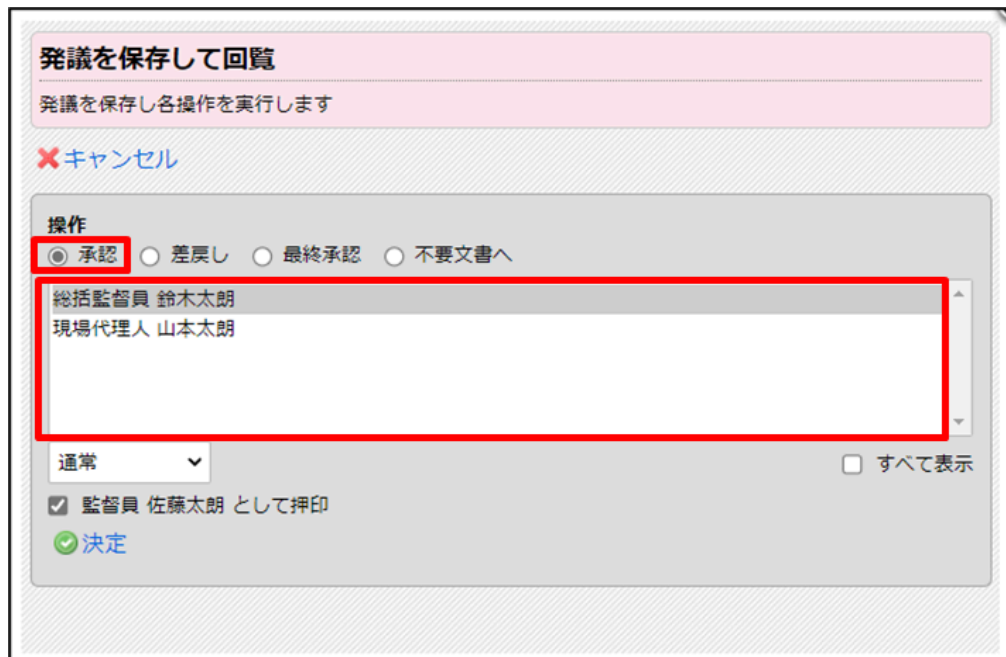 発議を保存して回覧
発議を保存し各操作を実行します
キャンセル
操作
承認 差戻し 最終承認 不要文書へ
総括監督員 鈴木太朗
現場代理人 山本太朗
通常 すべて表示
監督員 佐藤太朗 として押印
決定